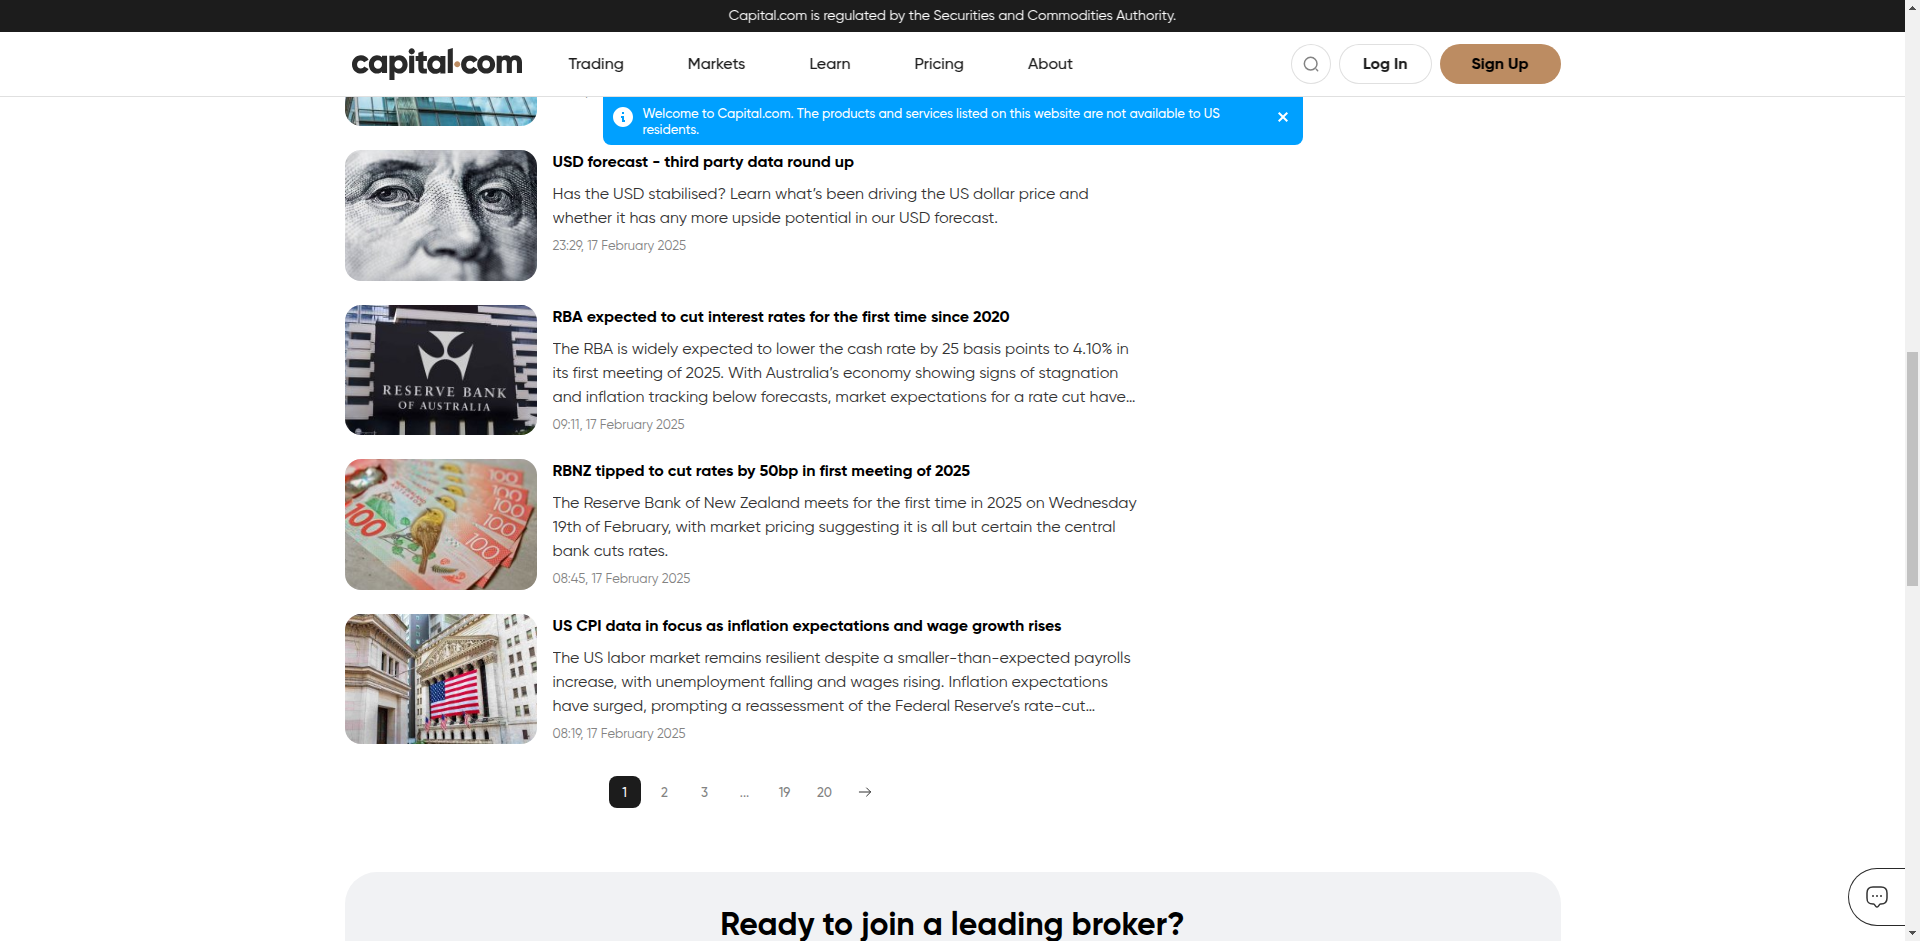 Capital.com is regulated by the Securities and Commodities Authority.
capital.com
Trading
Markets
Learn
Pricing
About
Log In
Sign Up
Welcome to Capital.com. The products and services listed on this website are not available to US
residents.
USD forecast - third party data round up
Has the USD stabilised? Learn what's been driving the US dollar price and
whether it has any more upside potential in our USD forecast.
23:29, 17 February 2025
RESERVE BANK
OF AUSTRALIA
RBA expected to cut interest rates for the first time since 2020
The RBA is widely expected to lower the cash rate by 25 basis points to 4.10% in
its first meeting of 2025. With Australia's economy showing signs of stagnation
and inflation tracking below forecasts, market expectations for a rate cut have...
09:11, 17 February 2025
100
100
100
100
100
100
RBNZ tipped to cut rates by 50bp in first meeting of 2025
The Reserve Bank of New Zealand meets for the first time in 2025 on Wednesday
19th of February, with market pricing suggesting it is all but certain the central
bank cuts rates.
08:45, 17 February 2025
US CPI data in focus as inflation expectations and wage growth rises
The US labor market remains resilient despite a smaller-than-expected payrolls
increase, with unemployment falling and wages rising. Inflation expectations
have surged, prompting a reassessment of the Federal Reserve's rate-cut...
08:19, 17 February 2025
1 2 3 ... 19 20
Ready to join a leading broker?